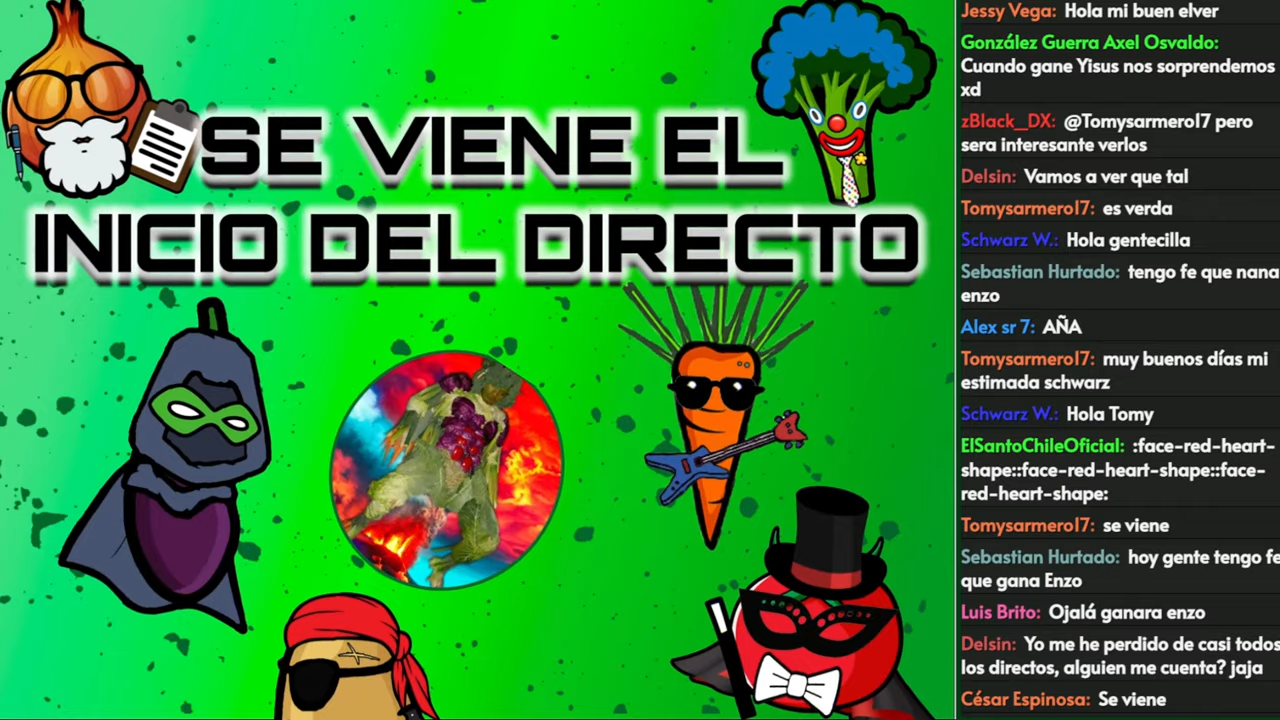 SE VIENE EL
INICIO DEL DIRECTO
Jessy Vega: Hola mi buen elver
González Guerra Axel Osvaldo:
Cuando gane Yisus nos sorprendemos
xd
zBlack_DX: @Tomysarmero17 pero
sera interesante verlos
Delsin: Vamos a ver que tal
Tomysarmero17: es verda
Schwarz W.: Hola gentecilla
Sebastian Hurtado: tengo fe que nana
enzo
Alex sr 7: AÑA
Tomysarmero17: muy buenos días mi
estimada schwarz
Schwarz W.: Hola Tomy
ElSantoChileOficial: :face-red-heart-
shape::face-red-heart-shape::face-
red-heart-shape:
Tomysarmero17: se viene
Sebastian Hurtado: hoy gente tengo fe
que gana Enzo
Luis Brito: Ojalá ganara enzo
Delsin: Yo me he perdido de casi todos
los directos, alguien me cuenta? jaja
César Espinosa: Se viene